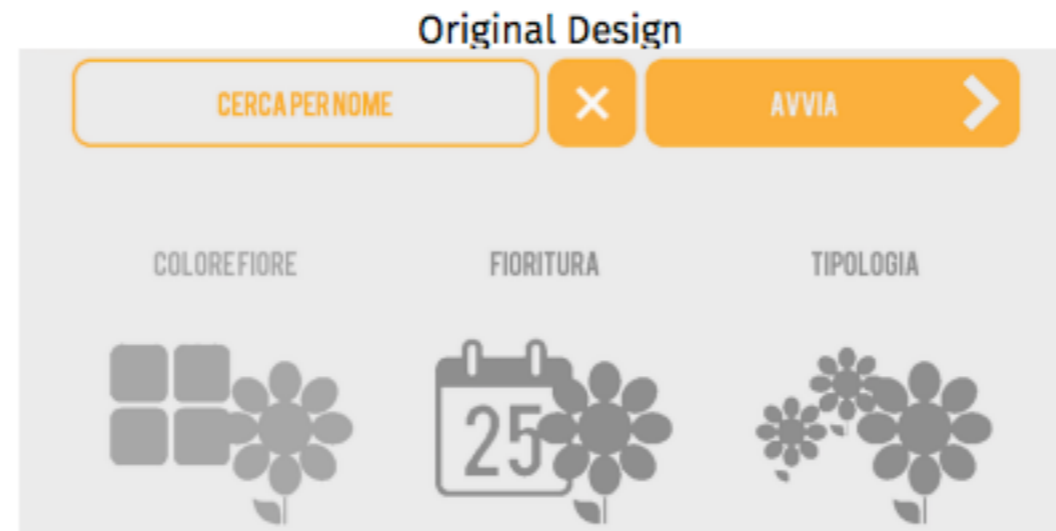 Original Design
CERCA PER NOME
AVVIA
COLORE FIORE
FIORITURA
TIPOLOGIA
25